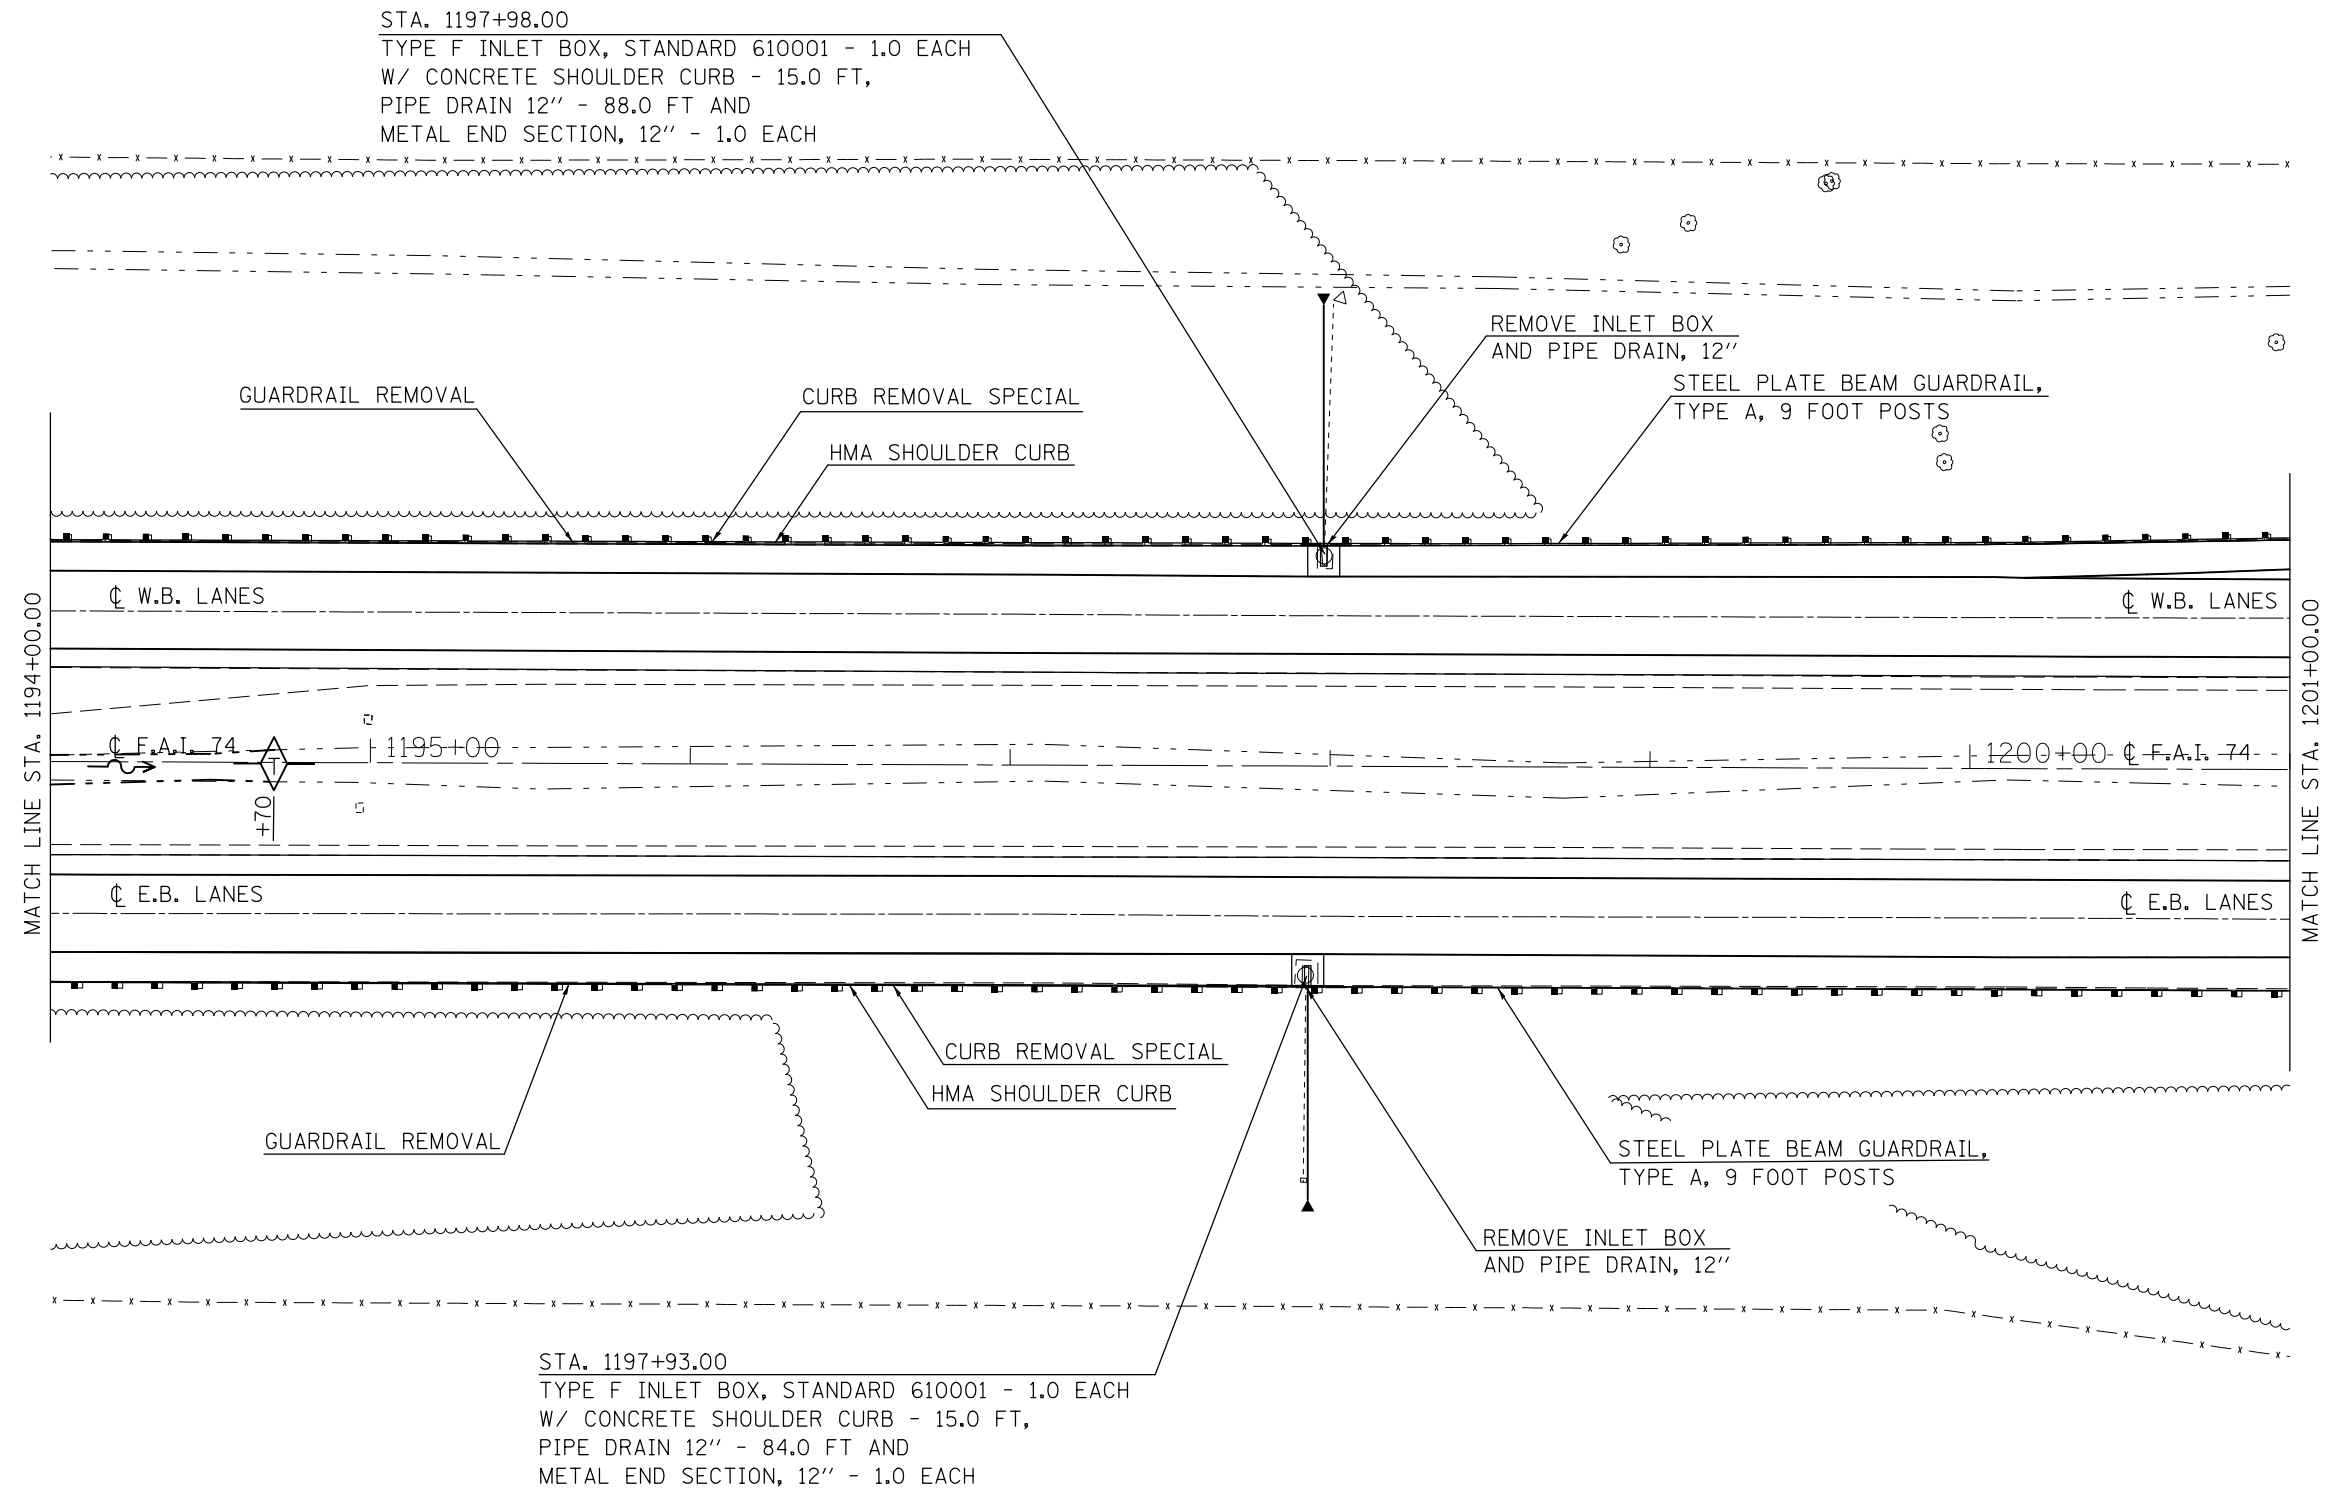 STA. 1197+98.00
TYPE F INLET BOX, STANDARD 610001 - 1.0 EACH
W/ CONCRETE SHOULDER CURB - 15.0 FT,
PIPE DRAIN 12'' - 88.0 FT AND
METAL END SECTION, 12'' - 1.0 EACH
REMOVE INLET BOX
AND PIPE DRAIN, 12''
GUARDRAIL REMOVAL
CURB REMOVAL SPECIAL
STEEL PLATE BEAM GUARDRAIL,
TYPE A, 9 FOOT POSTS
HMA SHOULDER CURB
℄ W.B. LANES
℄ W.B. LANES
MATCH LINE STA. 1194+00.00
MATCH LINE STA. 1201+00.00
℄ F.A.I. 74
1195+00
1200+00
℄ F.A.I. 74
T
+70
℄ E.B. LANES
℄ E.B. LANES
CURB REMOVAL SPECIAL
HMA SHOULDER CURB
GUARDRAIL REMOVAL
STEEL PLATE BEAM GUARDRAIL,
TYPE A, 9 FOOT POSTS
REMOVE INLET BOX
AND PIPE DRAIN, 12''
STA. 1197+93.00
TYPE F INLET BOX, STANDARD 610001 - 1.0 EACH
W/ CONCRETE SHOULDER CURB - 15.0 FT,
PIPE DRAIN 12'' - 84.0 FT AND
METAL END SECTION, 12'' - 1.0 EACH